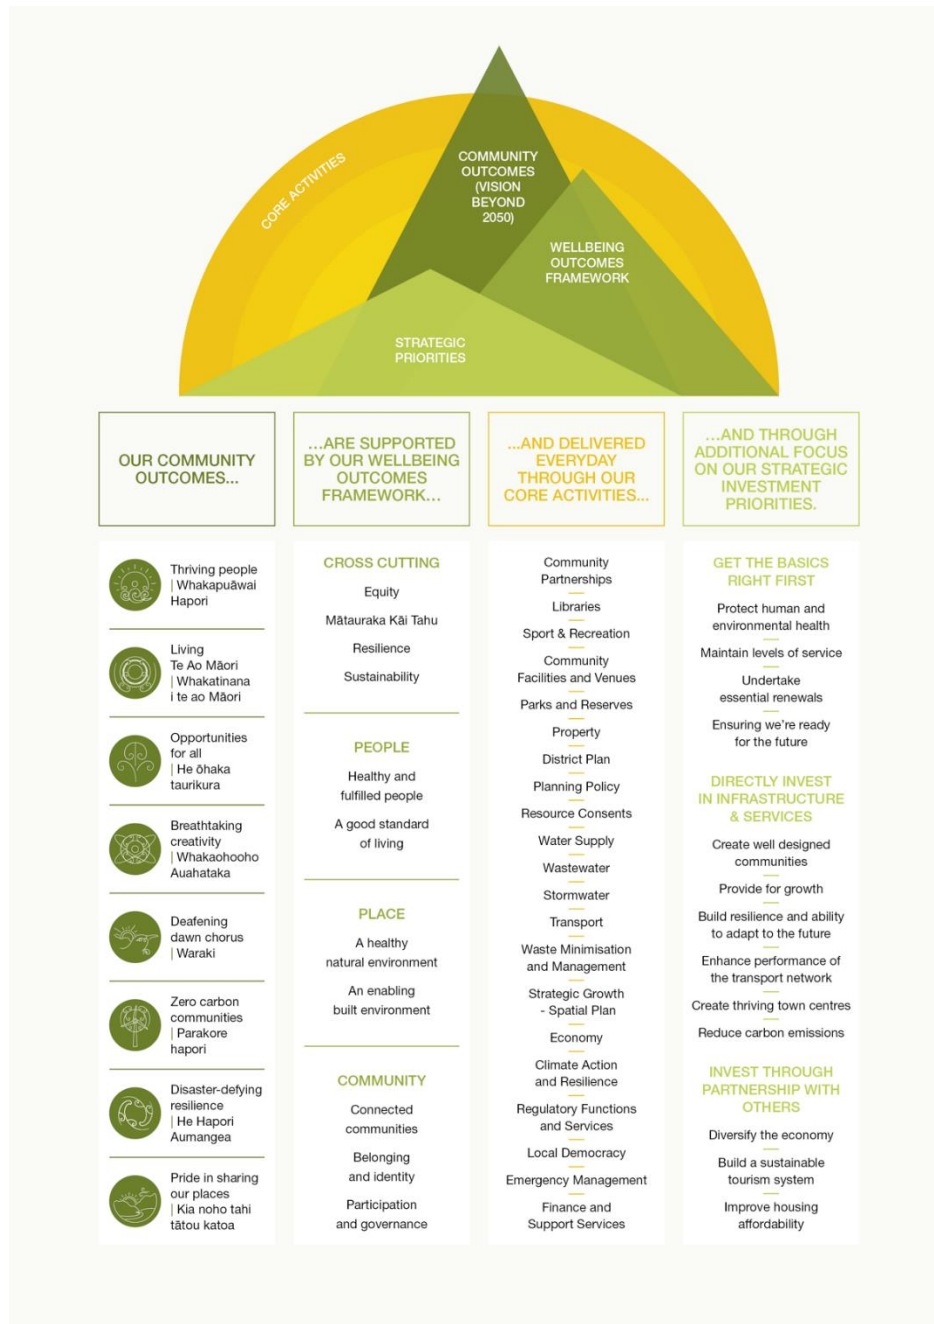 CORE ACTIVITIES
COMMUNITY
OUTCOMES
(VISION
BEYOND
2050)
WELLBEING
OUTCOMES
FRAMEWORK
STRATEGIC
PRIORITIES
OUR COMMUNITY
OUTCOMES...
Thriving people
| Whakapuāwai
Hapori
Living
Te Ao Māori
| Whakatinana
i te ao Māori
Opportunities
for all
| He ōhaka
taurikura
Breathtaking
creativity
| Whakaohooho
Auahataka
Deafening
dawn chorus
| Waraki
Zero carbon
communities
| Parakore
hapori
Disaster-defying
resilience
| He Hapori
Aumangea
Pride in sharing
our places
| Kia noho tahi
tātou katoa
...ARE SUPPORTED
BY OUR WELLBEING
OUTCOMES
FRAMEWORK...
CROSS CUTTING
Equity
Mātauraka Kāi Tahu
Resilience
Sustainability
PEOPLE
Healthy and
fulfilled people
A good standard
of living
PLACE
A healthy
natural environment
An enabling
built environment
COMMUNITY
Connected
communities
Belonging
and identity
Participation
and governance
...AND DELIVERED
EVERYDAY
THROUGH OUR
CORE ACTIVITIES...
Community
Partnerships
Libraries
Sport & Recreation
Community
Facilities and Venues
Parks and Reserves
Property
District Plan
Planning Policy
Resource Consents
Water Supply
Wastewater
Stormwater
Transport
Waste Minimisation
and Management
Strategic Growth
- Spatial Plan
Economy
Climate Action
and Resilience
Regulatory Functions
and Services
Local Democracy
Emergency Management
Finance and
Support Services
...AND THROUGH
ADDITIONAL FOCUS
ON OUR STRATEGIC
INVESTMENT
PRIORITIES.
GET THE BASICS
RIGHT FIRST
Protect human and
environmental health
Maintain levels of service
Undertake
essential renewals
Ensuring we're ready
for the future
DIRECTLY INVEST
IN INFRASTRUCTURE
& SERVICES
Create well designed
communities
Provide for growth
Build resilience and ability
to adapt to the future
Enhance performance of
the transport network
Create thriving town centres
Reduce carbon emissions
INVEST THROUGH
PARTNERSHIP WITH
OTHERS
Diversify the economy
Build a sustainable
tourism system
Improve housing
affordability